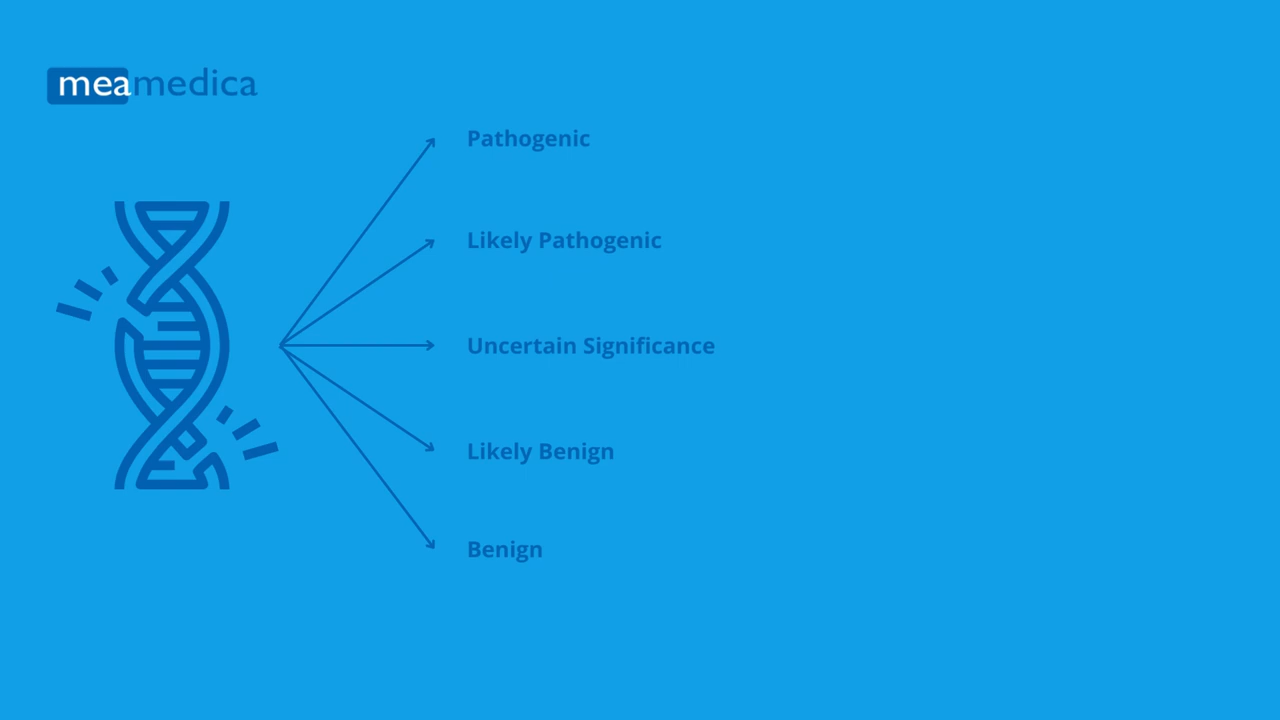 meamedica
Pathogenic
Likely Pathogenic
Uncertain Significance
Likely Benign
Benign